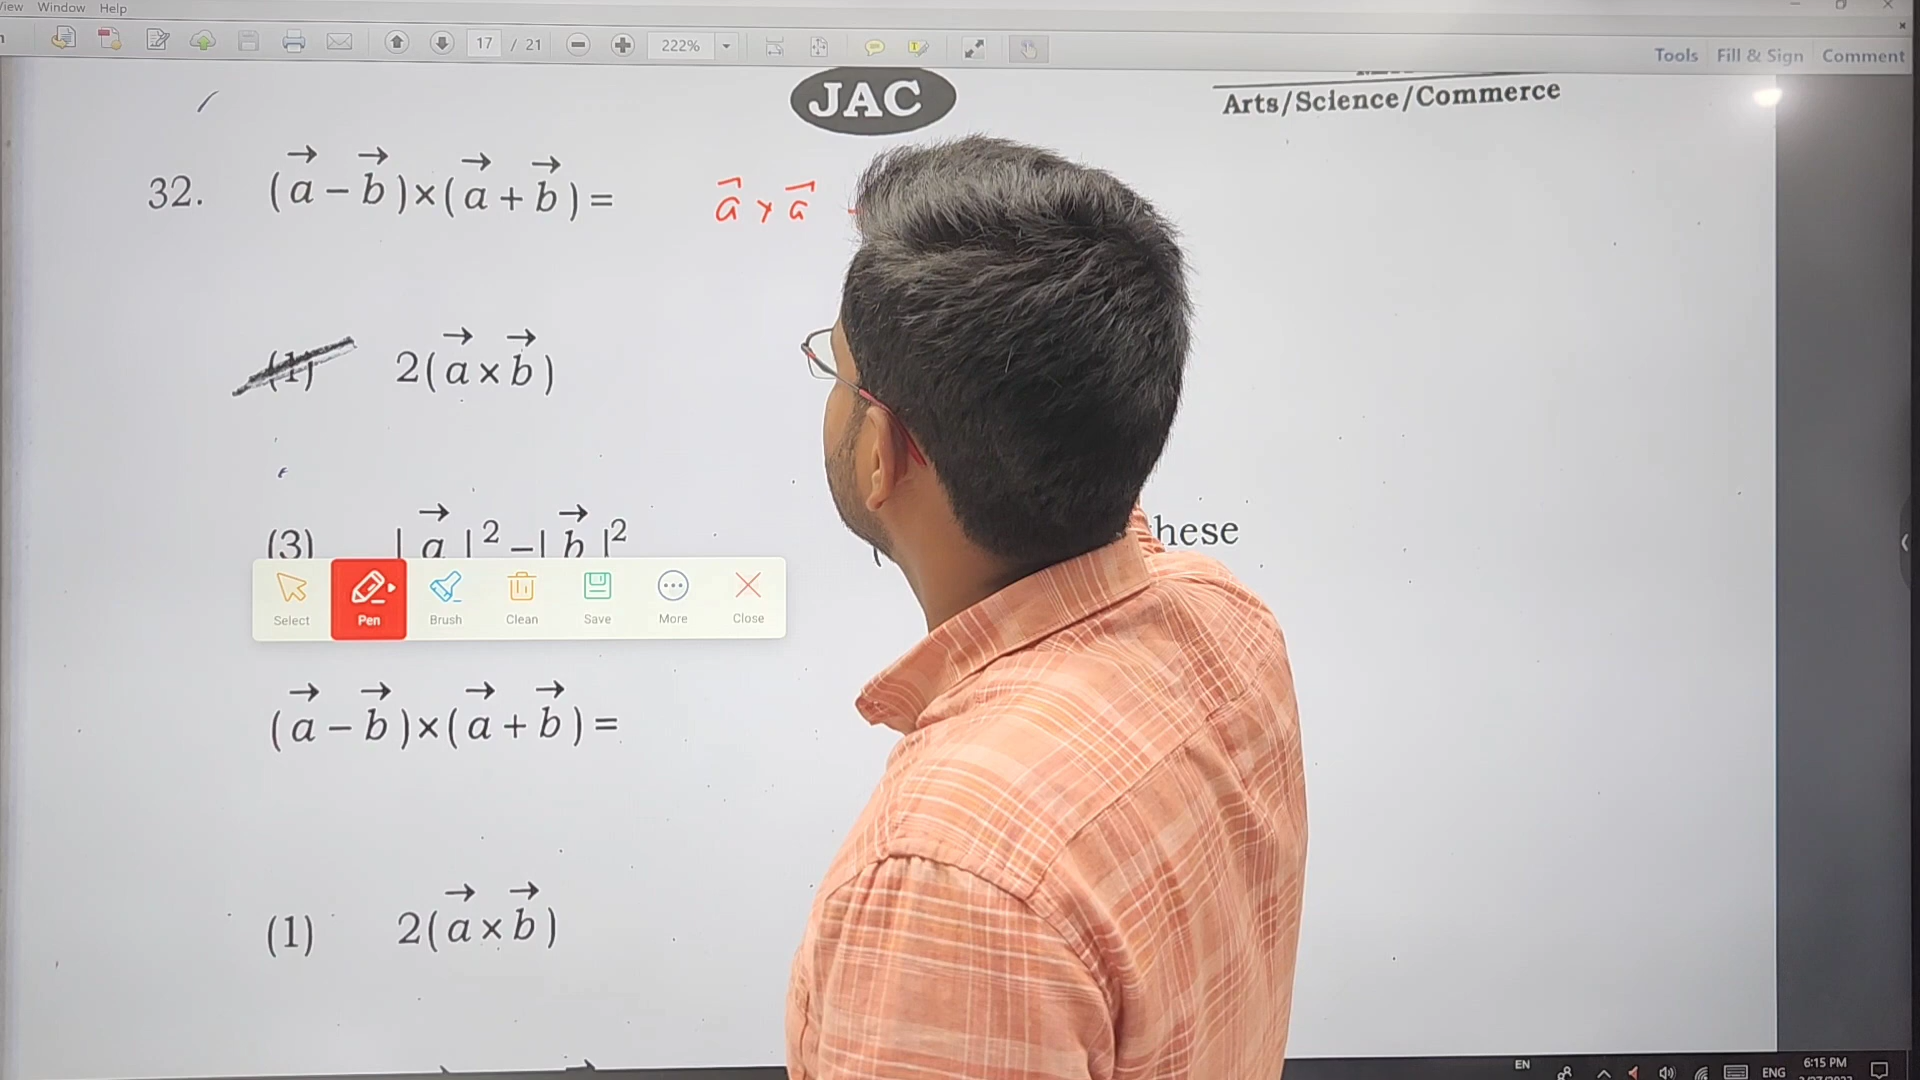 View Window Help
17 / 21 222% Tools Fill & Sign Comment
JAC
Arts/Science/Commerce
32. (a⃗ − b⃗) × (a⃗ + b⃗) = a⃗ × a⃗
(1) 2(a⃗ × b⃗)
(3) | a⃗ |² − | b⃗ |² these
Select Pen Brush Clean Save More Close
(a⃗ − b⃗) × (a⃗ + b⃗) =
(1) 2(a⃗ × b⃗)
EN ENG 6:15 PM